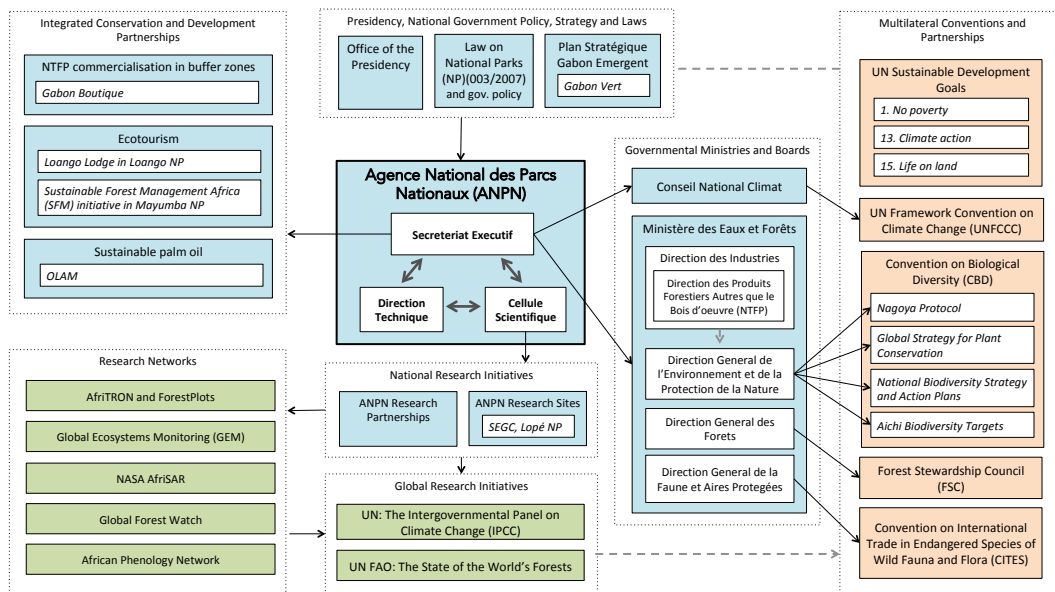 Integrated Conservation and Development
Partnerships
NTFP commercialisation in buffer zones
Gabon Boutique
Ecotourism
Loango Lodge in Loango NP
Sustainable Forest Management Africa
(SFM) initiative in Mayumba NP
Sustainable palm oil
OLAM
Presidency, National Government Policy, Strategy and Laws
Office of the
Presidency
Law on
National Parks
(NP)(003/2007)
and gov. policy
Plan Stratégique
Gabon Emergent
Gabon Vert
Agence National des Parcs
Nationaux (ANPN)
Secreteriat Executif
Direction
Technique
Cellule
Scientifique
Governmental Ministries and Boards
Conseil National Climat
Ministère des Eaux et Forêts
Direction des Industries
Direction des Produits
Forestiers Autres que le
Bois d'oeuvre (NTFP)
Direction General de
l'Environnement et de la
Protection de la Nature
Direction General des
Forets
Direction General de la
Faune et Aires Protegées
Multilateral Conventions and
Partnerships
UN Sustainable Development
Goals
1. No poverty
13. Climate action
15. Life on land
UN Framework Convention on
Climate Change (UNFCCC)
Convention on Biological
Diversity (CBD)
Nagoya Protocol
Global Strategy for Plant
Conservation
National Biodiversity Strategy
and Action Plans
Aichi Biodiversity Targets
Forest Stewardship Council
(FSC)
Convention on International
Trade in Endangered Species of
Wild Fauna and Flora (CITES)
Research Networks
AfriTRON and ForestPlots
Global Ecosystems Monitoring (GEM)
NASA AfriSAR
Global Forest Watch
African Phenology Network
National Research Initiatives
ANPN Research
Partnerships
ANPN Research Sites
SEGC, Lopé NP
Global Research Initiatives
UN: The Intergovernmental Panel on
Climate Change (IPCC)
UN FAO: The State of the World's Forests